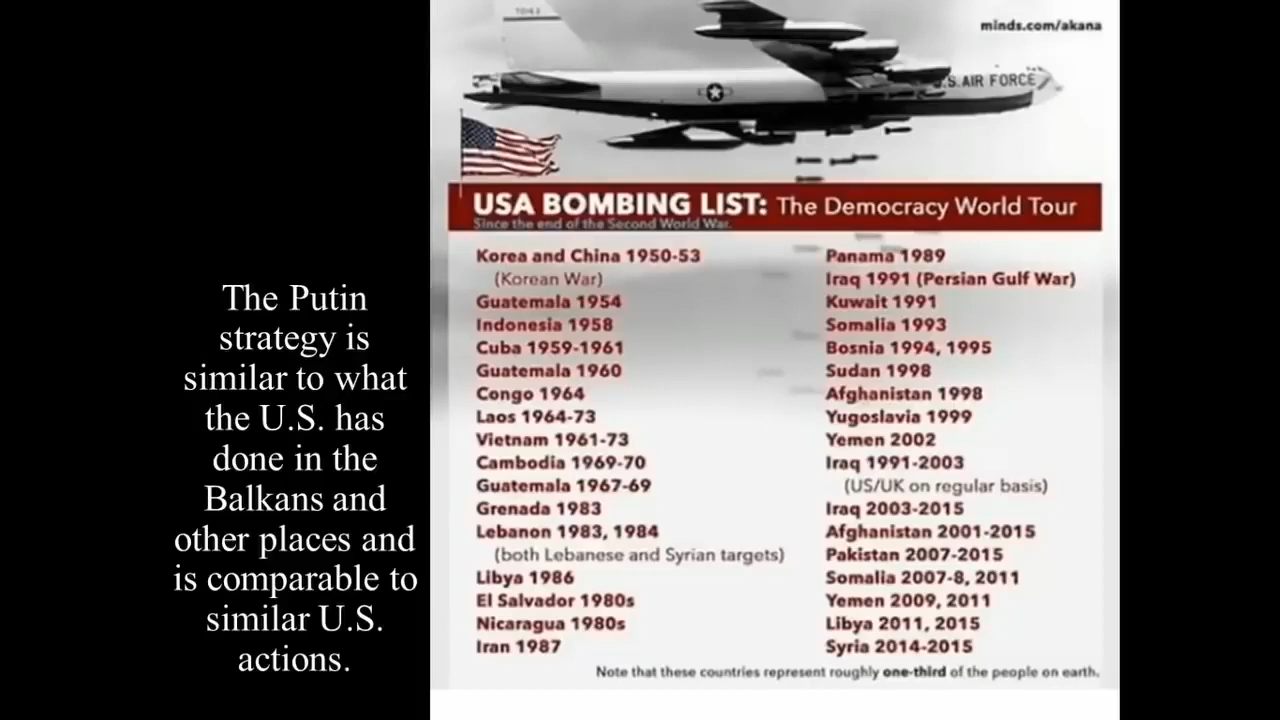 minds.com/akana
U.S. AIR FORCE
USA BOMBING LIST: The Democracy World Tour
Since the end of the Second World War.
Korea and China 1950-53
(Korean War)
Guatemala 1954
Indonesia 1958
Cuba 1959-1961
Guatemala 1960
Congo 1964
Laos 1964-73
Vietnam 1961-73
Cambodia 1969-70
Guatemala 1967-69
Grenada 1983
Lebanon 1983, 1984
(both Lebanese and Syrian targets)
Libya 1986
El Salvador 1980s
Nicaragua 1980s
Iran 1987
Panama 1989
Iraq 1991 (Persian Gulf War)
Kuwait 1991
Somalia 1993
Bosnia 1994, 1995
Sudan 1998
Afghanistan 1998
Yugoslavia 1999
Yemen 2002
Iraq 1991-2003
(US/UK on regular basis)
Iraq 2003-2015
Afghanistan 2001-2015
Pakistan 2007-2015
Somalia 2007-8, 2011
Yemen 2009, 2011
Libya 2011, 2015
Syria 2014-2015
Note that these countries represent roughly one-third of the people on earth.
The Putin
strategy is
similar to what
the U.S. has
done in the
Balkans and
other places and
is comparable to
similar U.S.
actions.